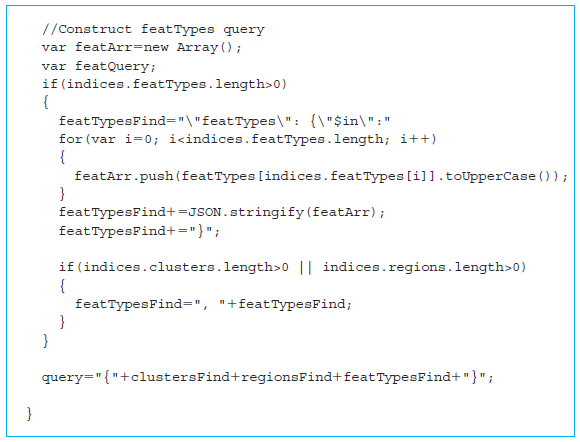 //Construct featTypes query
var featArr=new Array();
var featQuery;
if(indices.featTypes.length>0)
{
featTypesFind="\"featTypes\": {\"$in\":"
for(var i=0; i<indices.featTypes.length; i++)
{
featArr.push(featTypes[indices.featTypes[i]].toUpperCase());
}
featTypesFind+=JSON.stringify(featArr);
featTypesFind+="}";
if(indices.clusters.length>0 || indices.regions.length>0)
{
featTypesFind=", "+featTypesFind;
}
}
query="{"+clustersFind+regionsFind+featTypesFind+"}";
}